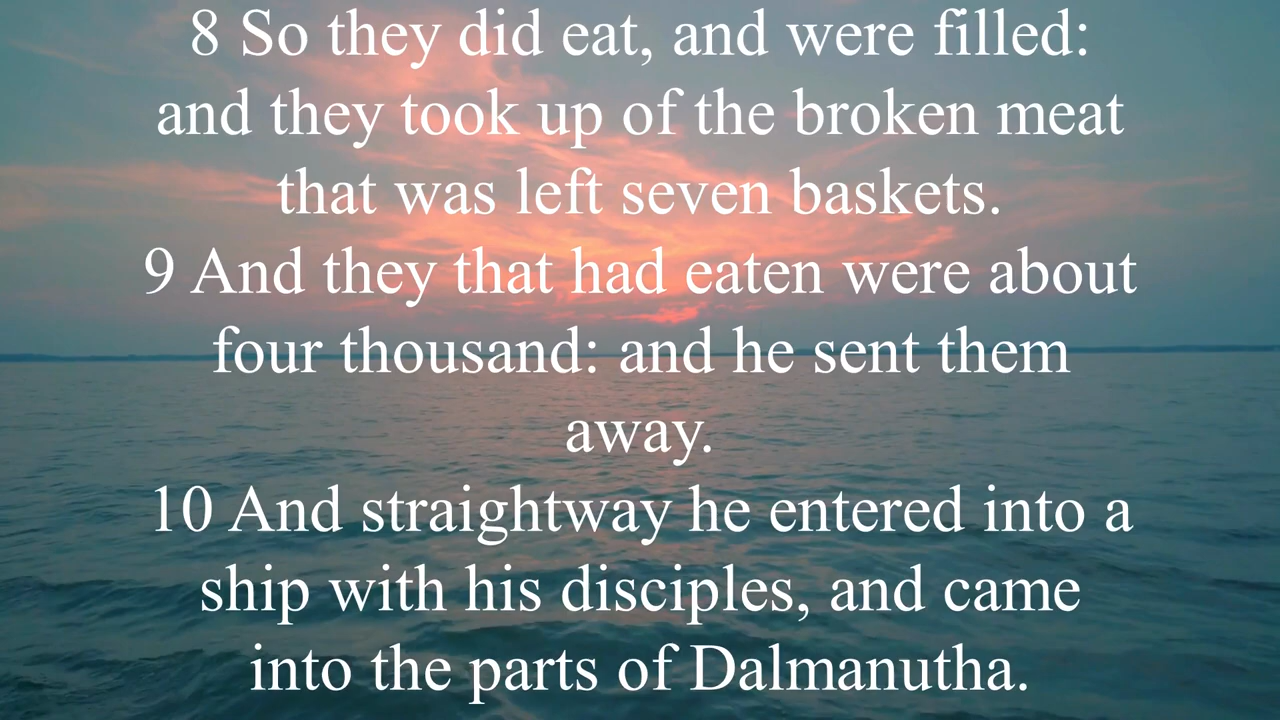 8 So they did eat, and were filled:
and they took up of the broken meat
that was left seven baskets.
9 And they that had eaten were about
four thousand: and he sent them
away.
10 And straightway he entered into a
ship with his disciples, and came
into the parts of Dalmanutha.